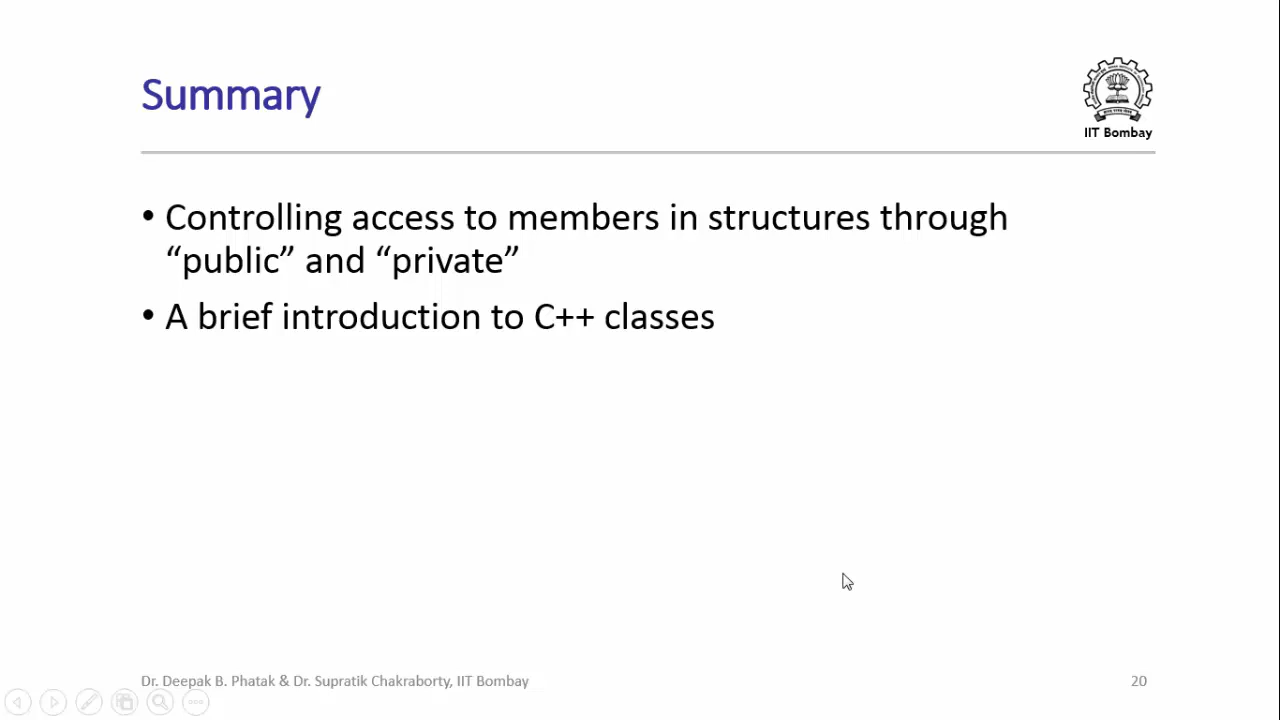 Summary
IIT Bombay
• Controlling access to members in structures through
“public” and “private”
• A brief introduction to C++ classes
Dr. Deepak B. Phatak & Dr. Supratik Chakraborty, IIT Bombay
20